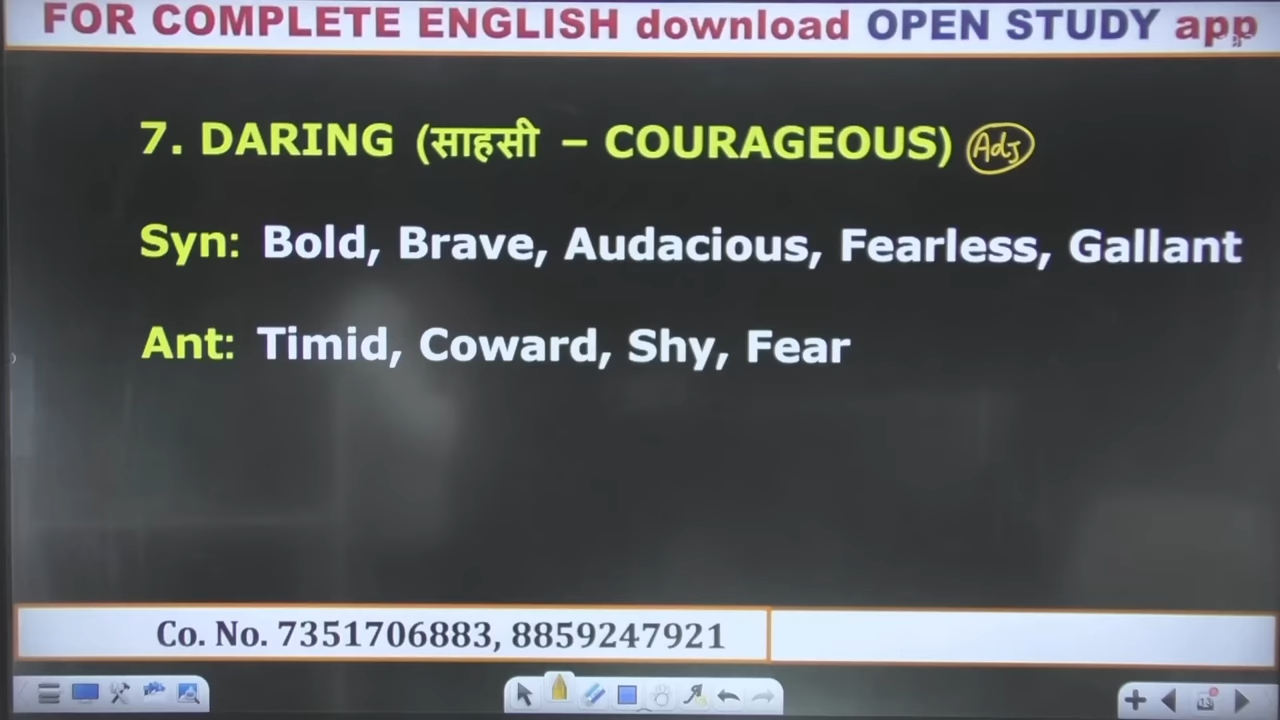 FOR COMPLETE ENGLISH download OPEN STUDY app
7. DARING (साहसी – COURAGEOUS) Adj
Syn: Bold, Brave, Audacious, Fearless, Gallant
Ant: Timid, Coward, Shy, Fear
Co. No. 7351706883, 8859247921